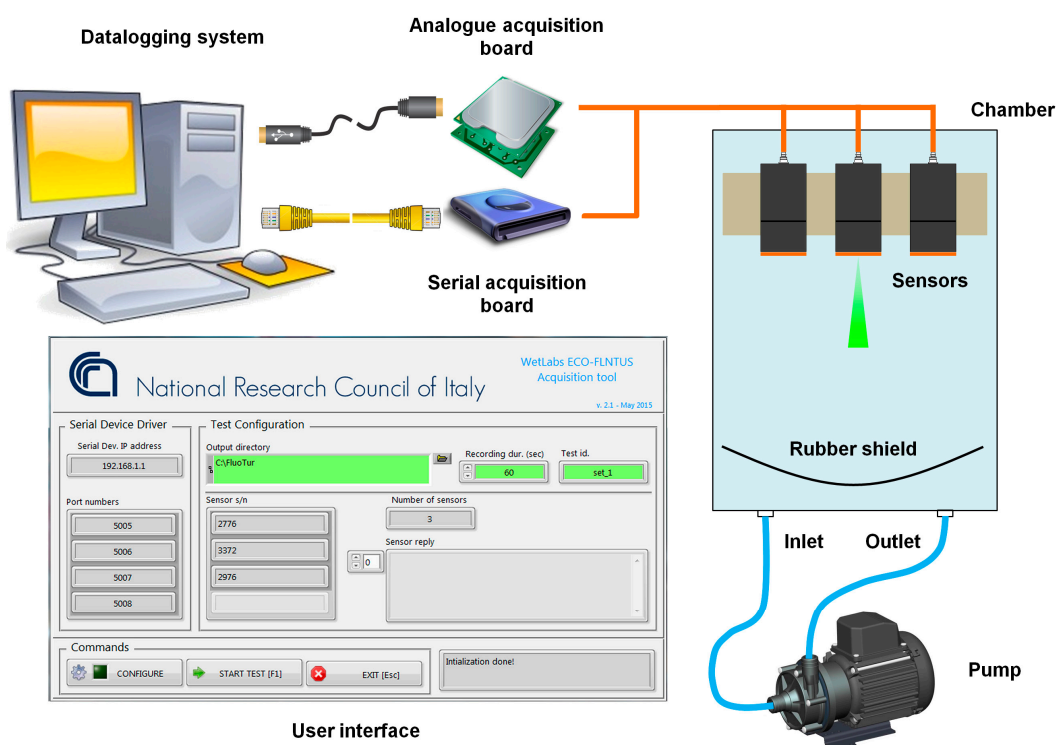 Datalogging system
Analogue acquisition
board
Chamber
Sensors
Serial acquisition
board
National Research Council of Italy
WetLabs ECO-FLNTUS
Acquisition tool
v. 2.1 - May 2015
Serial Device Driver
Serial Dev. IP address
192.168.1.1
Port numbers
5005
5006
5007
5008
Test Configuration
Output directory
C:\FluoTur
Recording dur. (sec)
60
Test id.
set_1
Sensor s/n
2776
3372
2976
Number of sensors
3
0
Sensor reply
Commands
CONFIGURE
START TEST [F1]
EXIT [Esc]
Intialization done!
User interface
Rubber shield
Inlet
Outlet
Pump